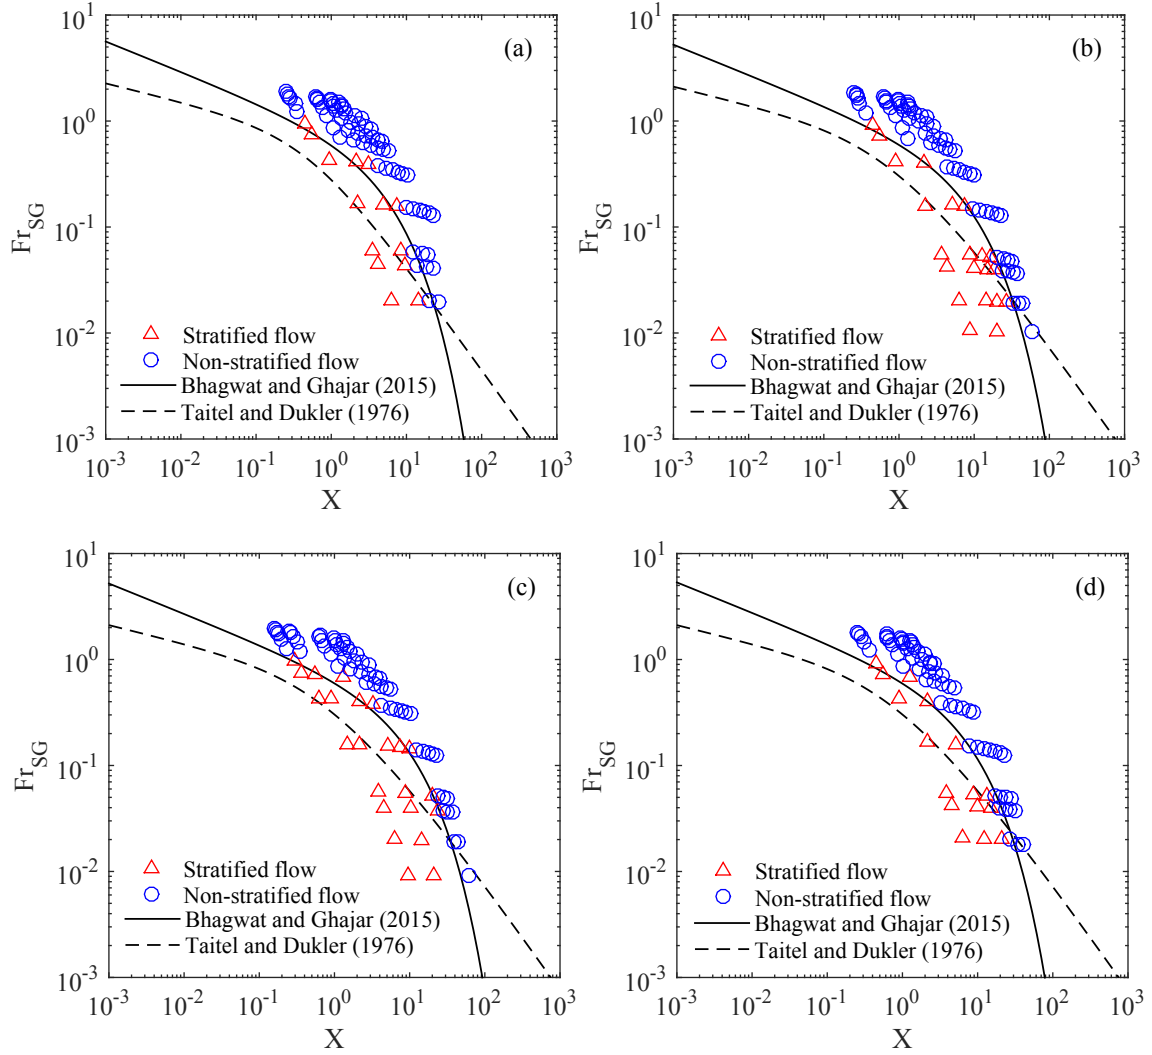 (a)
10^1
10^0
10^-1
10^-2
10^-3
Fr_SG
Stratified flow
Non-stratified flow
Bhagwat and Ghajar (2015)
Taitel and Dukler (1976)
10^-3 10^-2 10^-1 10^0 10^1 10^2 10^3
X
(b)
10^1
10^0
10^-1
10^-2
10^-3
Fr_SG
Stratified flow
Non-stratified flow
Bhagwat and Ghajar (2015)
Taitel and Dukler (1976)
10^-3 10^-2 10^-1 10^0 10^1 10^2 10^3
X
(c)
10^1
10^0
10^-1
10^-2
10^-3
Fr_SG
Stratified flow
Non-stratified flow
Bhagwat and Ghajar (2015)
Taitel and Dukler (1976)
10^-3 10^-2 10^-1 10^0 10^1 10^2 10^3
X
(d)
10^1
10^0
10^-1
10^-2
10^-3
Fr_SG
Stratified flow
Non-stratified flow
Bhagwat and Ghajar (2015)
Taitel and Dukler (1976)
10^-3 10^-2 10^-1 10^0 10^1 10^2 10^3
X